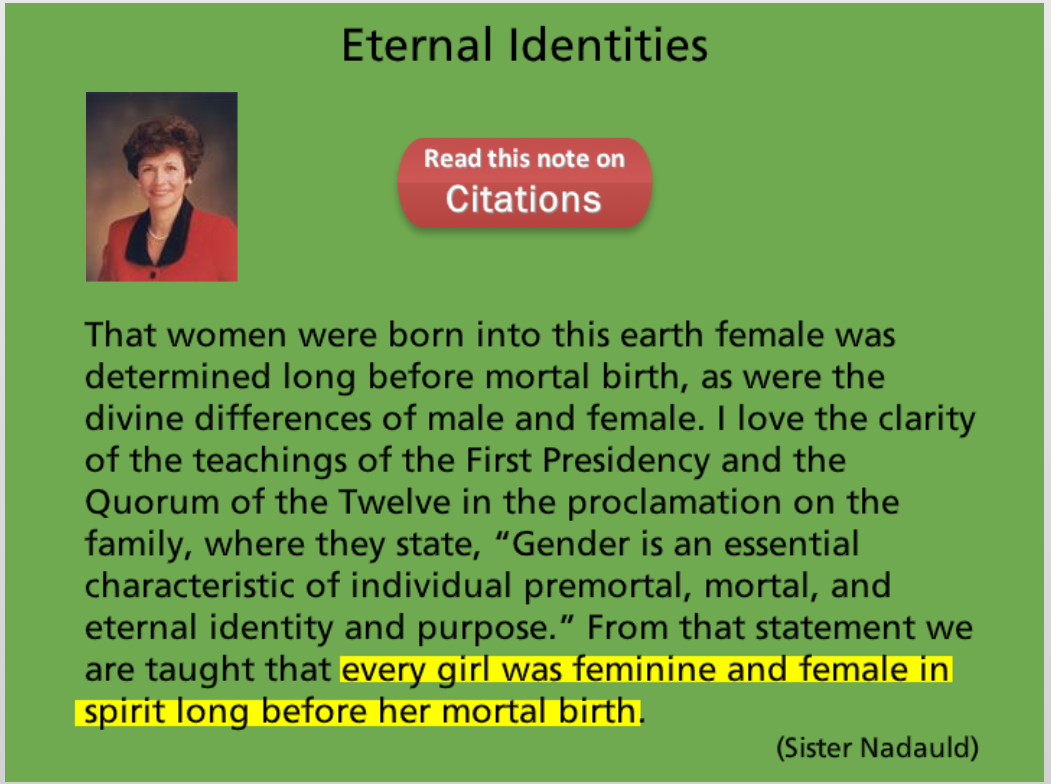 Eternal Identities
Read this note on
Citations
That women were born into this earth female was
determined long before mortal birth, as were the
divine differences of male and female. I love the clarity
of the teachings of the First Presidency and the
Quorum of the Twelve in the proclamation on the
family, where they state, “Gender is an essential
characteristic of individual premortal, mortal, and
eternal identity and purpose.” From that statement we
are taught that every girl was feminine and female in
spirit long before her mortal birth.
(Sister Nadauld)